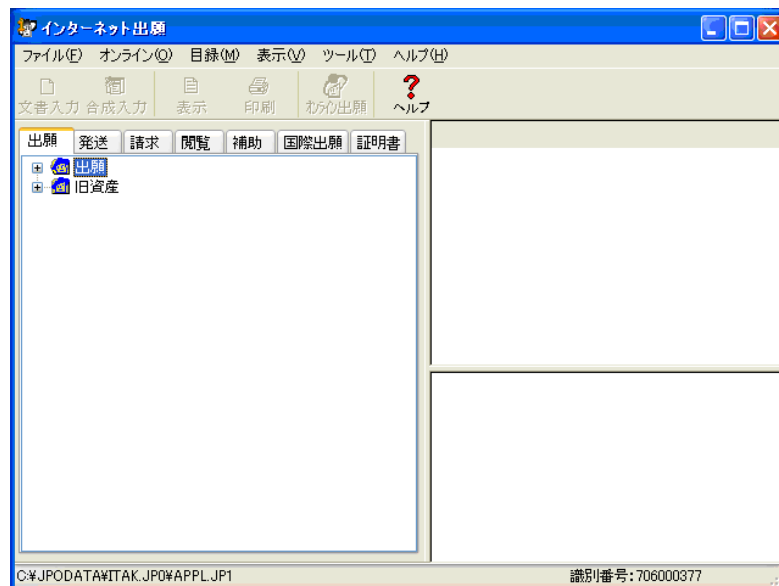 インターネット出願
ファイル(F) オンライン(O) 目録(M) 表示(V) ツール(T) ヘルプ(H)
文書入力 合成入力 表示 印刷 オンライン出願 ヘルプ
出願 発送 請求 閲覧 補助 国際出願 証明書
出願
旧資産
C:¥JPODATA¥ITAK.JP0¥APPL.JP1 識別番号:706000377